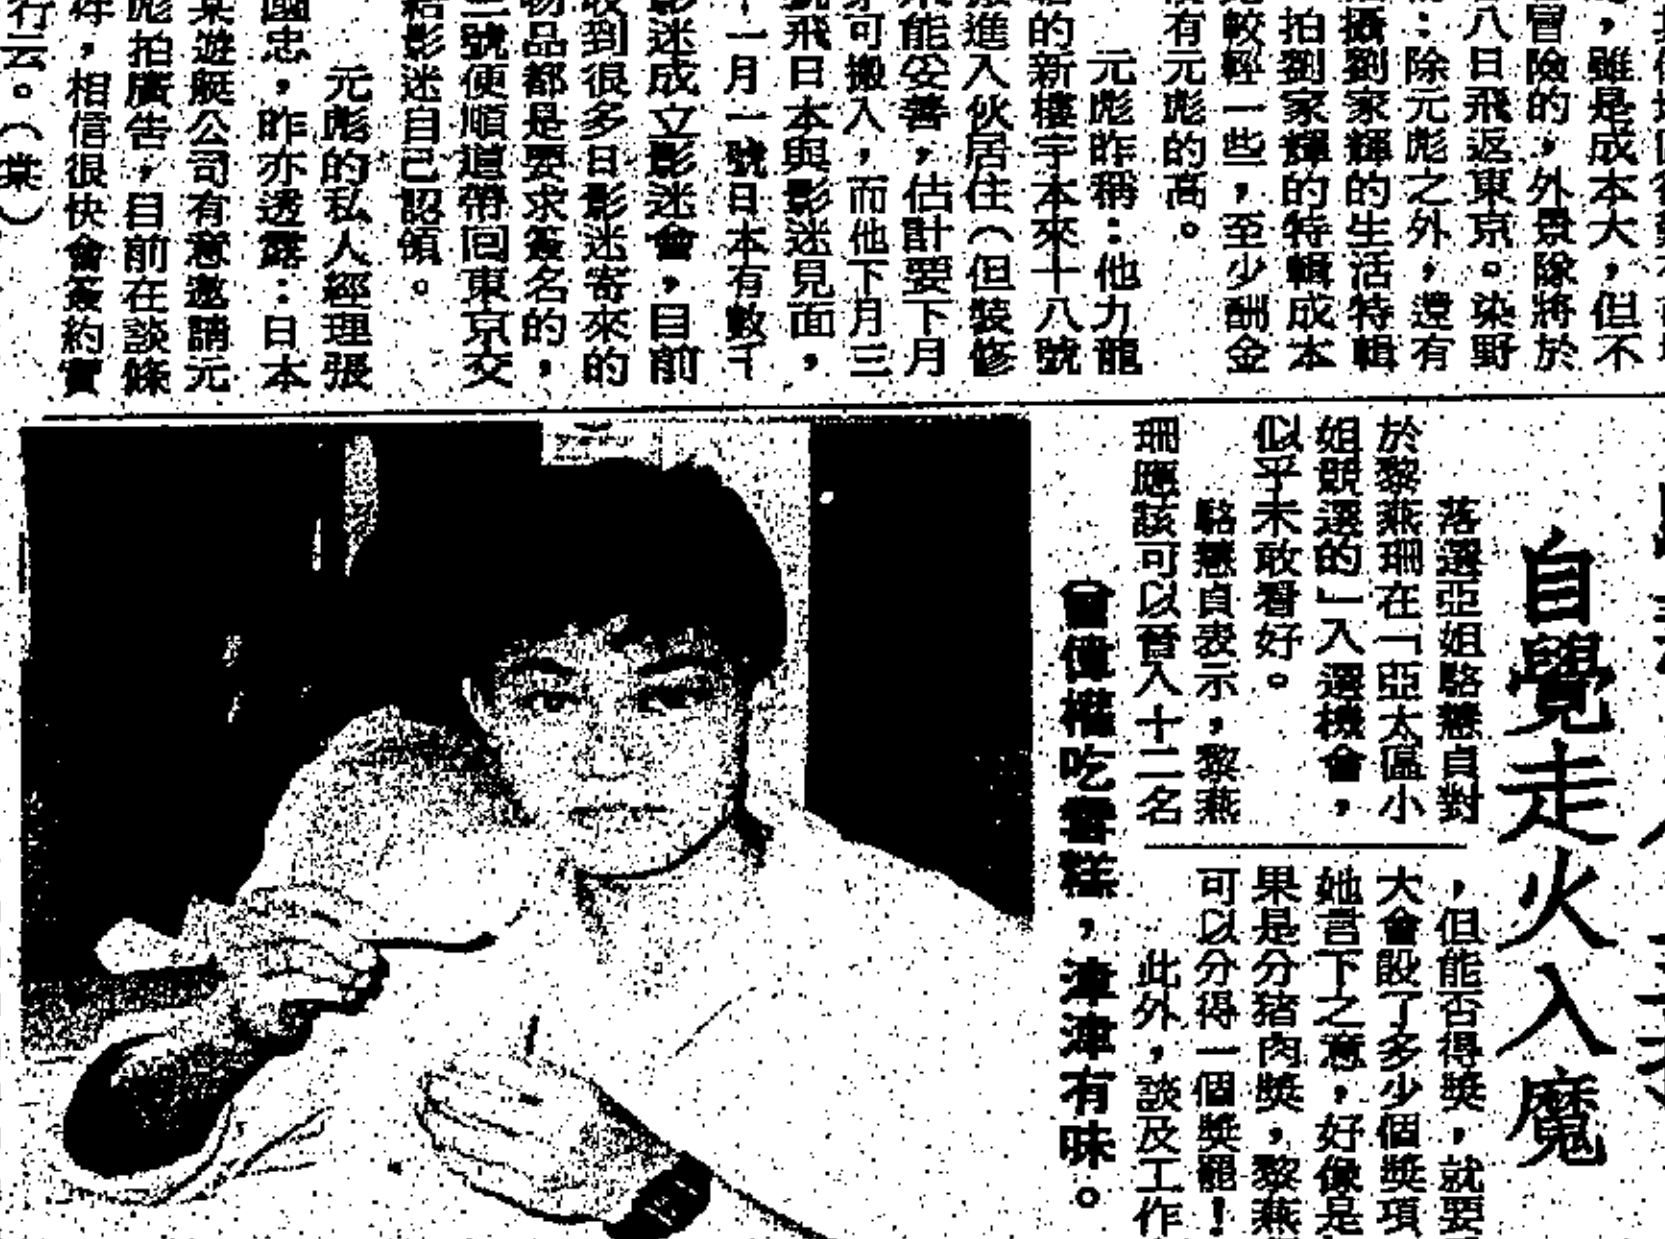 雖是成本大，但不
冒險的，外景隊將於
八日飛返東京。染野
：除元彪之外，還有
攝劉家輝的生活特輯
拍劉家輝的特輯成本
較輕一些，至少酬金
有元彪的高。
元彪昨稱：他力龍
的新樓宇本來十八號
進入伙居住（但裝修
能妥善，估計要下月
可搬入，而他下月三
飛日本與影迷見面，
十一月一號日本有數千
影迷成立影迷會，目前
收到很多日影迷寄來的
物品都是要求簽名的，
三號便順道帶回東京交
給影迷自己認領。
元彪的私人經理張
國忠，昨亦透露：日本
某遊艇公司有意邀請元
彪拍廣告，目前在談條
，相信很快會簽約實
行云。（棠）
自覺走火入魔
落選亞姐駱慧貞對
於黎燕珊在「亞太區小
姐競選的」入選機會，
似乎未敢看好。
駱慧貞表示，黎燕
珊應該可以晉入十二名
，但能否得獎，就要
大會設了多少個獎項
她言下之意，好像是
果是分猪肉獎，黎燕
可以分得一個獎罷！
此外，談及工作
曾偉權吃雪糕，津津有味。